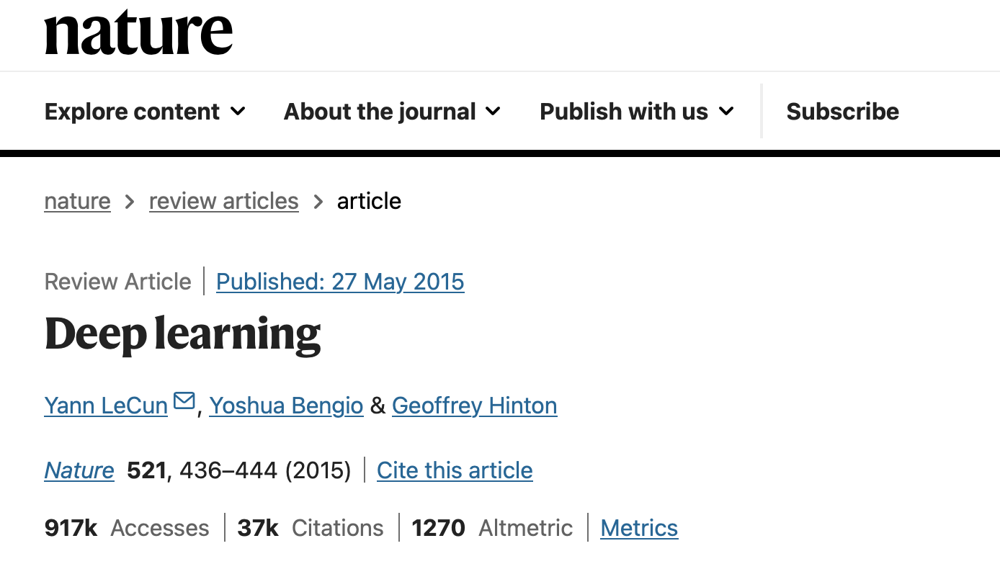 nature
Explore content About the journal Publish with us Subscribe
nature > review articles > article
Review Article | Published: 27 May 2015
Deep learning
Yann LeCun, Yoshua Bengio & Geoffrey Hinton
Nature 521, 436–444 (2015) | Cite this article
917k Accesses | 37k Citations | 1270 Altmetric | Metrics